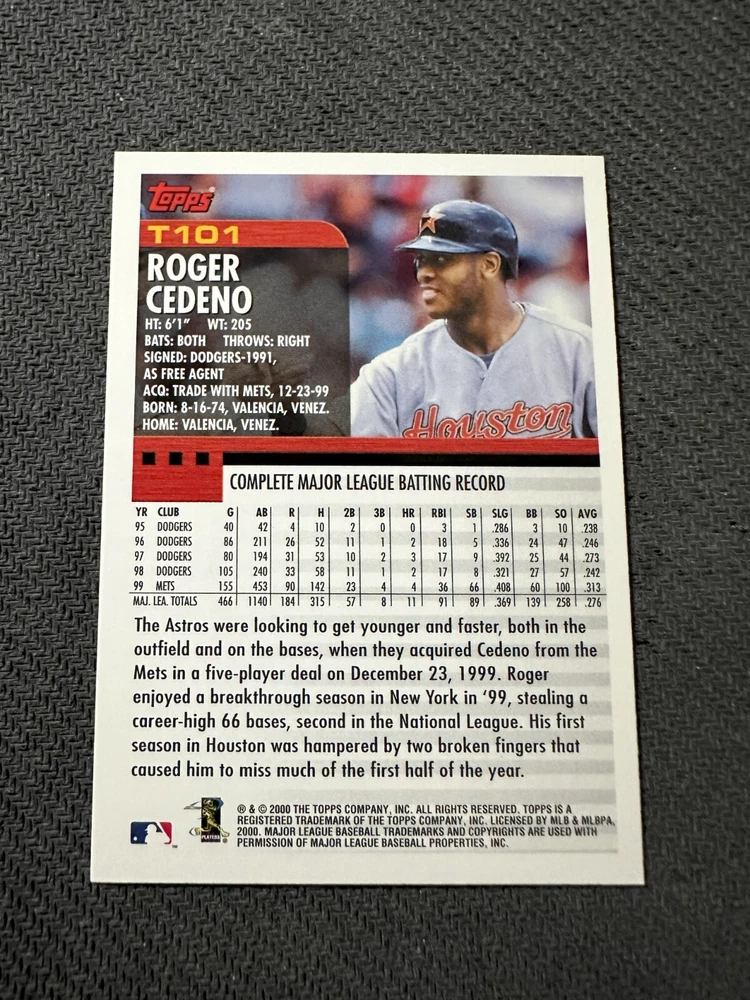 Topps
T101
ROGER
CEDENO
HT: 6'1" WT: 205
BATS: BOTH THROWS: RIGHT
SIGNED: DODGERS-1991,
AS FREE AGENT
ACQ: TRADE WITH METS, 12-23-99
BORN: 8-16-74, VALENCIA, VENEZ.
HOME: VALENCIA, VENEZ.
Houston
COMPLETE MAJOR LEAGUE BATTING RECORD
YR CLUB G AB R H 2B 3B HR RBI SB SLG BB SO AVG
95 DODGERS 40 42 4 10 2 0 0 3 1 .286 3 10 .238
96 DODGERS 86 211 26 52 11 1 2 18 5 .336 24 47 .246
97 DODGERS 80 194 31 53 10 2 3 17 9 .392 25 44 .273
98 DODGERS 105 240 33 58 11 1 2 17 8 .321 27 57 .242
99 METS 155 453 90 142 23 4 4 36 66 .408 60 100 .313
MAJ. LEA. TOTALS 466 1140 184 315 57 8 11 91 89 .369 139 258 .276
The Astros were looking to get younger and faster, both in the
outfield and on the bases, when they acquired Cedeno from the
Mets in a five-player deal on December 23, 1999. Roger
enjoyed a breakthrough season in New York in '99, stealing a
career-high 66 bases, second in the National League. His first
season in Houston was hampered by two broken fingers that
caused him to miss much of the first half of the year.
® & © 2000 THE TOPPS COMPANY, INC. ALL RIGHTS RESERVED. TOPPS IS A
REGISTERED TRADEMARK OF THE TOPPS COMPANY, INC. LICENSED BY MLB & MLBPA,
2000. MAJOR LEAGUE BASEBALL TRADEMARKS AND COPYRIGHTS ARE USED WITH
PERMISSION OF MAJOR LEAGUE BASEBALL PROPERTIES, INC.
PLAYERS